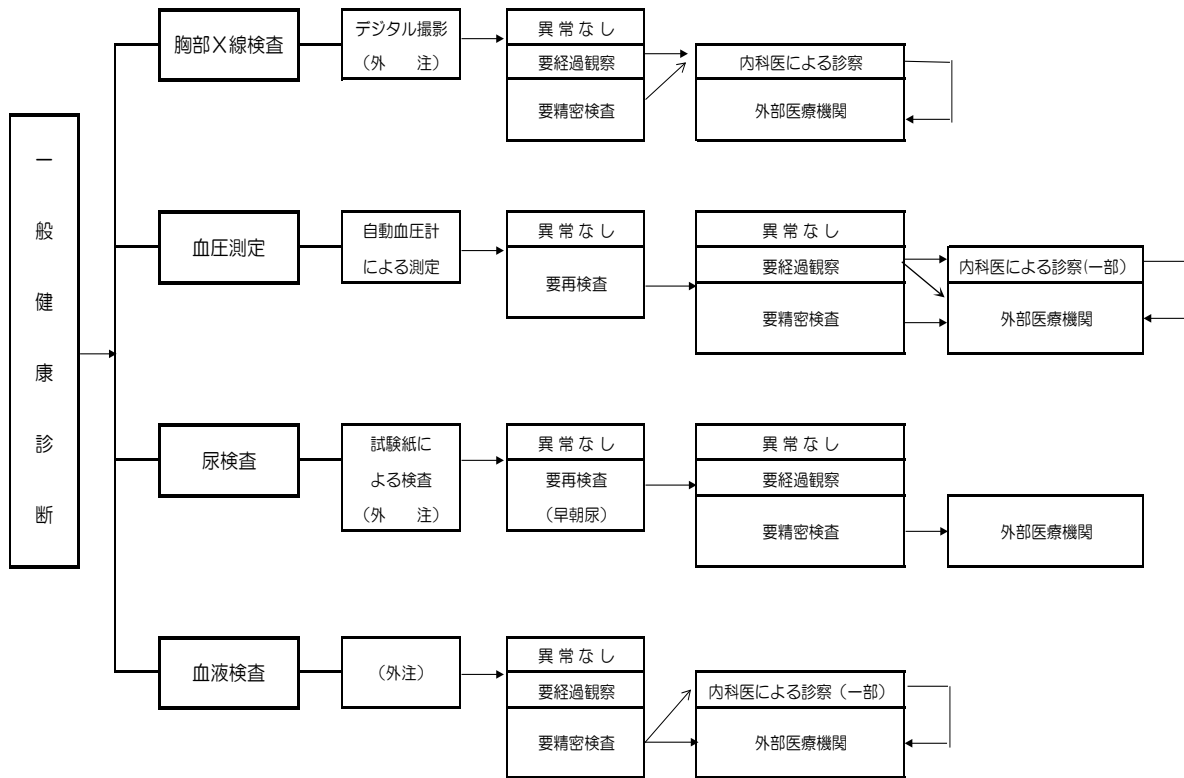 一般健康診断
胸部X線検査
デジタル撮影
(外　注)
異常なし
要経過観察
要精密検査
内科医による診察
外部医療機関
血圧測定
自動血圧計
による測定
異常なし
要再検査
異常なし
要経過観察
要精密検査
内科医による診察(一部)
外部医療機関
尿検査
試験紙に
よる検査
(外　注)
異常なし
要再検査
(早朝尿)
異常なし
要経過観察
要精密検査
外部医療機関
血液検査
(外注)
異常なし
要経過観察
要精密検査
内科医による診察（一部）
外部医療機関